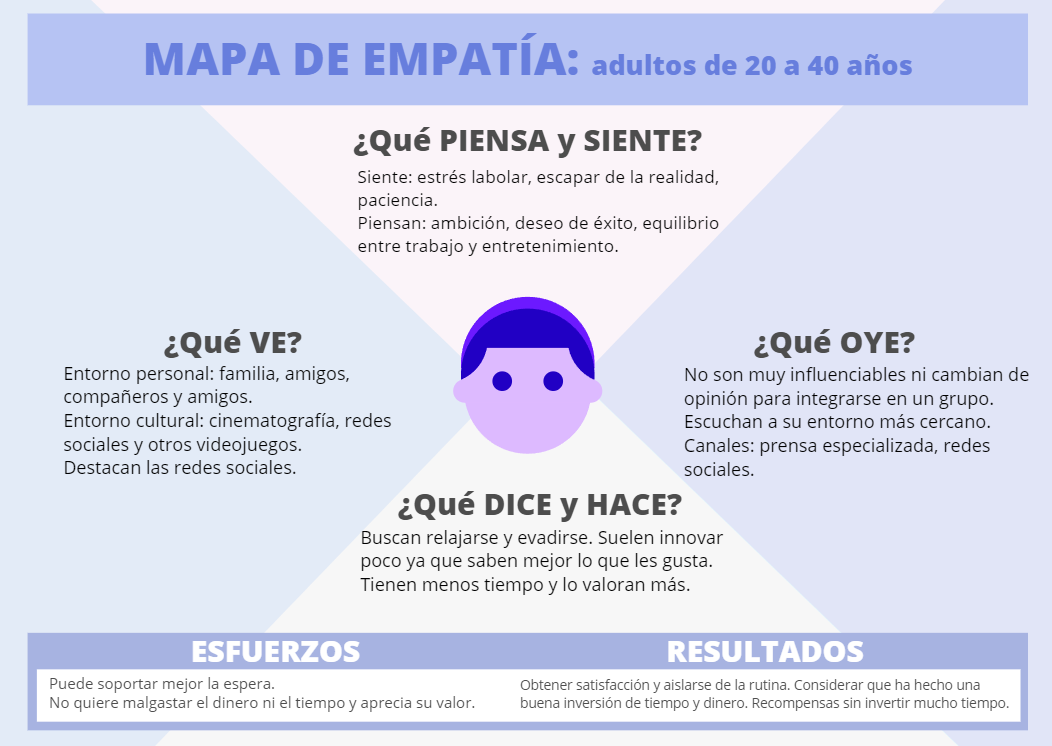 MAPA DE EMPATÍA: adultos de 20 a 40 años
¿Qué PIENSA y SIENTE?
Siente: estrés labolar, escapar de la realidad,
paciencia.
Piensan: ambición, deseo de éxito, equilibrio
entre trabajo y entretenimiento.
¿Qué VE?
Entorno personal: familia, amigos,
compañeros y amigos.
Entorno cultural: cinematografía, redes
sociales y otros videojuegos.
Destacan las redes sociales.
¿Qué OYE?
No son muy influenciables ni cambian de
opinión para integrarse en un grupo.
Escuchan a su entorno más cercano.
Canales: prensa especializada, redes
sociales.
¿Qué DICE y HACE?
Buscan relajarse y evadirse. Suelen innovar
poco ya que saben mejor lo que les gusta.
Tienen menos tiempo y lo valoran más.
ESFUERZOS
Puede soportar mejor la espera.
No quiere malgastar el dinero ni el tiempo y aprecia su valor.
RESULTADOS
Obtener satisfacción y aislarse de la rutina. Considerar que ha hecho una
buena inversión de tiempo y dinero. Recompensas sin invertir mucho tiempo.